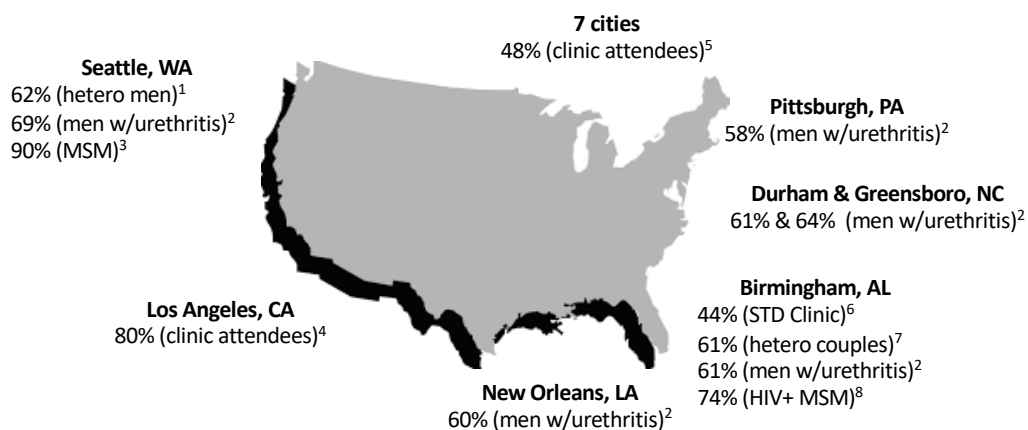 7 cities
48% (clinic attendees)⁵
Seattle, WA
62% (hetero men)¹
69% (men w/urethritis)²
90% (MSM)³
Pittsburgh, PA
58% (men w/urethritis)²
Durham & Greensboro, NC
61% & 64% (men w/urethritis)²
Birmingham, AL
44% (STD Clinic)⁶
61% (hetero couples)⁷
61% (men w/urethritis)²
74% (HIV+ MSM)⁸
Los Angeles, CA
80% (clinic attendees)⁴
New Orleans, LA
60% (men w/urethritis)²